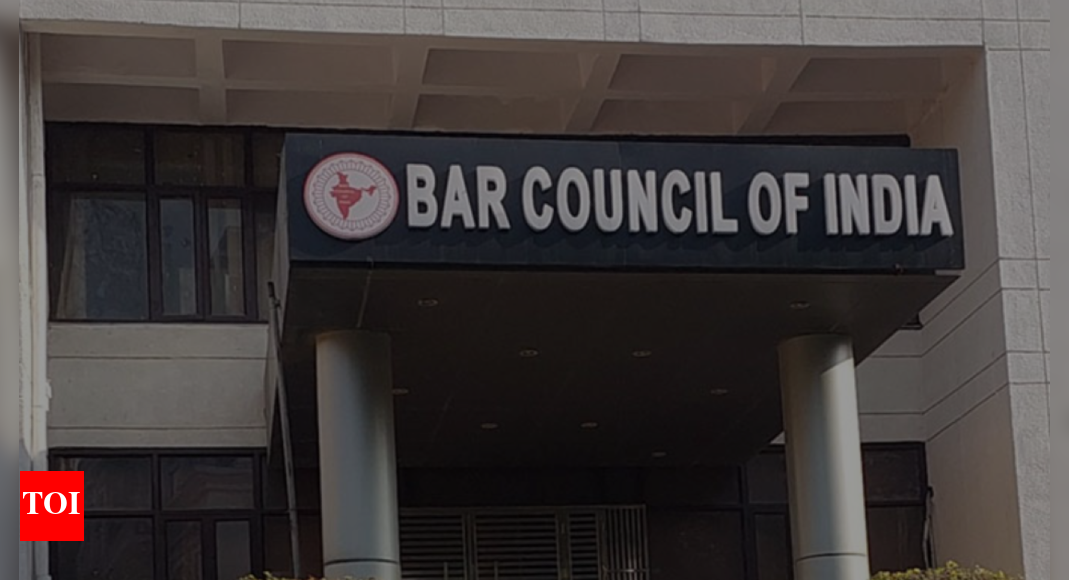 BAR COUNCIL OF INDIA
TOI